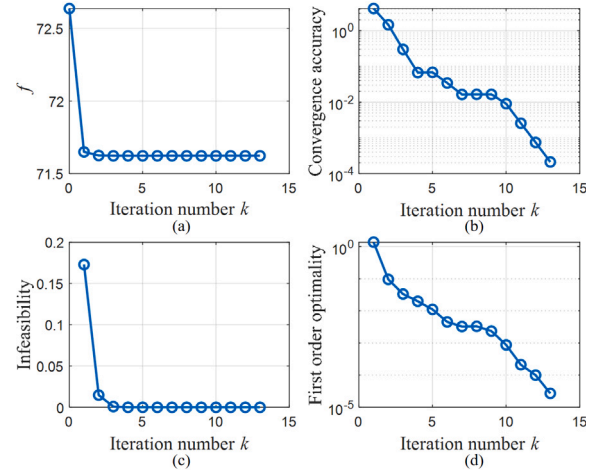 72.5
72
71.5
f
0
5
10
15
Iteration number k
(a)
10^0
10^-2
10^-4
Convergence accuracy
0
5
10
15
Iteration number k
(b)
0.2
0.15
0.1
0.05
0
Infeasibility
0
5
10
15
Iteration number k
(c)
10^0
10^-5
First order optimality
0
5
10
15
Iteration number k
(d)